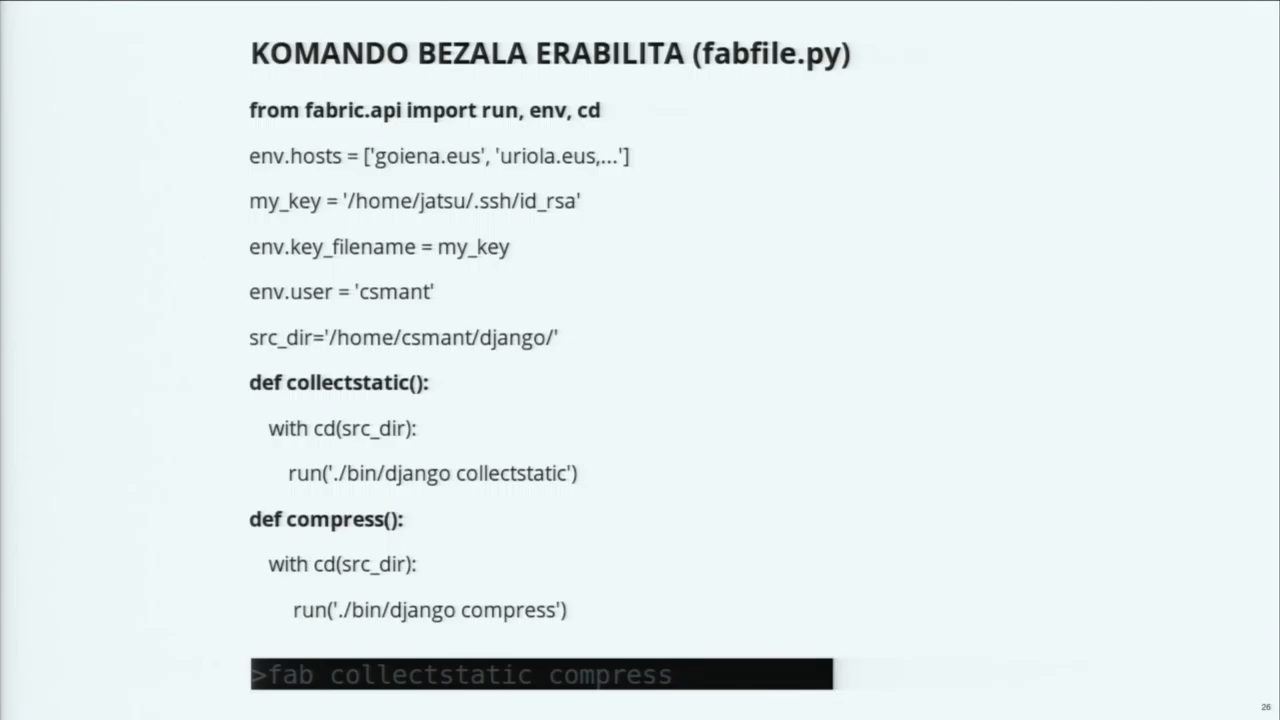 KOMANDO BEZALA ERABILITA (fabfile.py)
from fabric.api import run, env, cd
env.hosts = ['goiena.eus', 'uriola.eus,...']
my_key = '/home/jatsu/.ssh/id_rsa'
env.key_filename = my_key
env.user = 'csmant'
src_dir='/home/csmant/django/'
def collectstatic():
with cd(src_dir):
run('./bin/django collectstatic')
def compress():
with cd(src_dir):
run('./bin/django compress')
>fab collectstatic compress
26